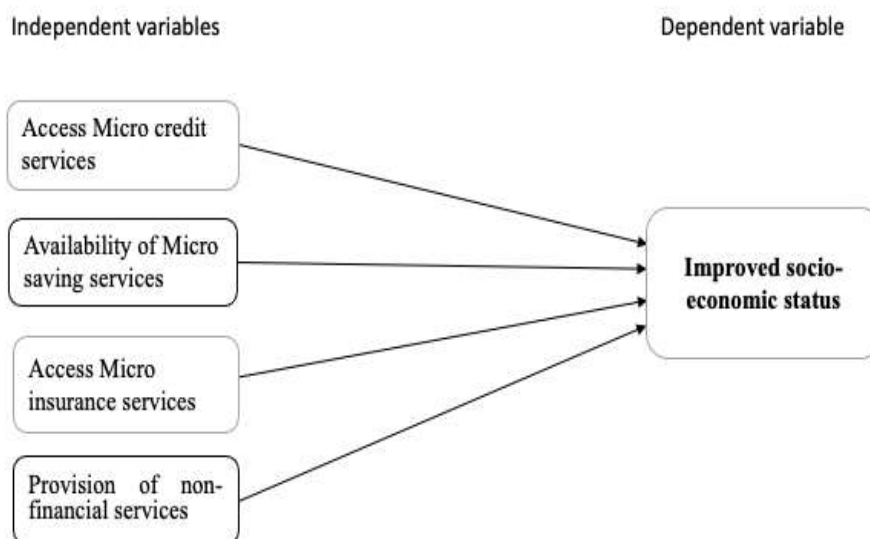 Independent variables
Dependent variable
Access Micro credit
services
Availability of Micro
saving services
Access Micro
insurance services
Provision of non-
financial services
Improved socio-
economic status